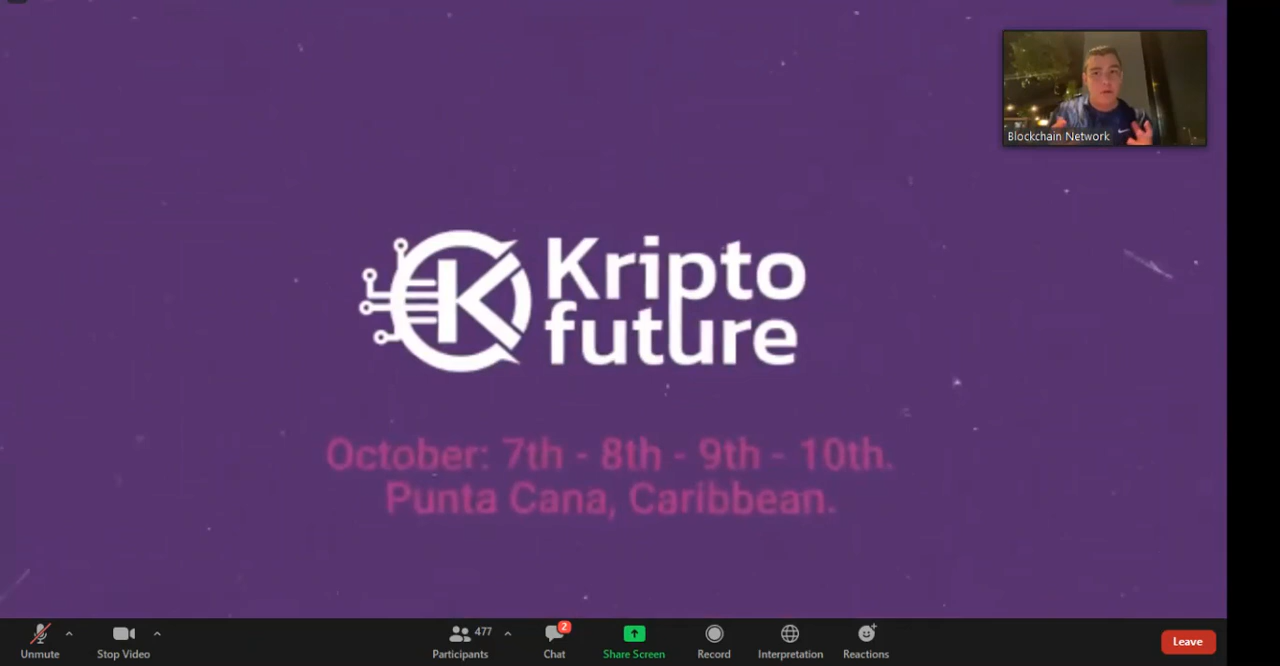 Blockchain Network
Kripto
future
October: 7th - 8th - 9th - 10th.
Punta Cana, Caribbean.
Unmute
Stop Video
477
Participants
2
Chat
Share Screen
Record
Interpretation
Reactions
Leave